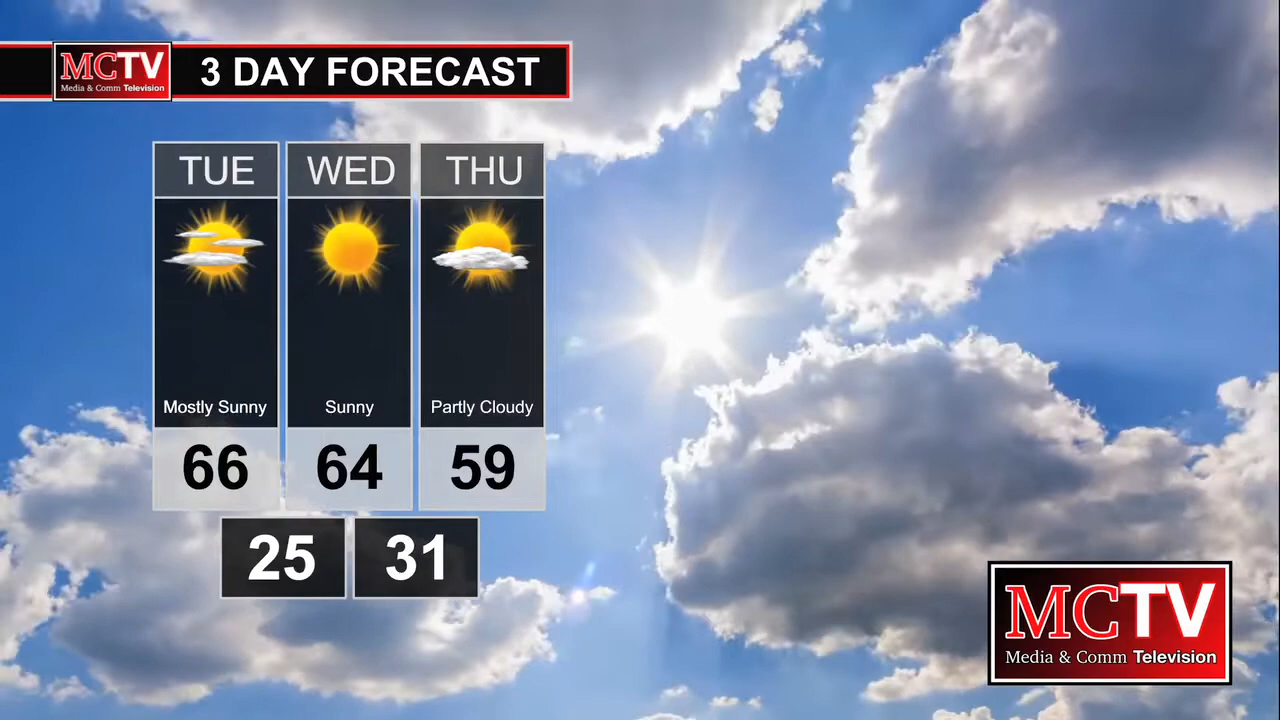 MCTV
Media & Comm Television
3 DAY FORECAST
TUE
WED
THU
Mostly Sunny
Sunny
Partly Cloudy
66
64
59
25
31
MCTV
Media & Comm Television